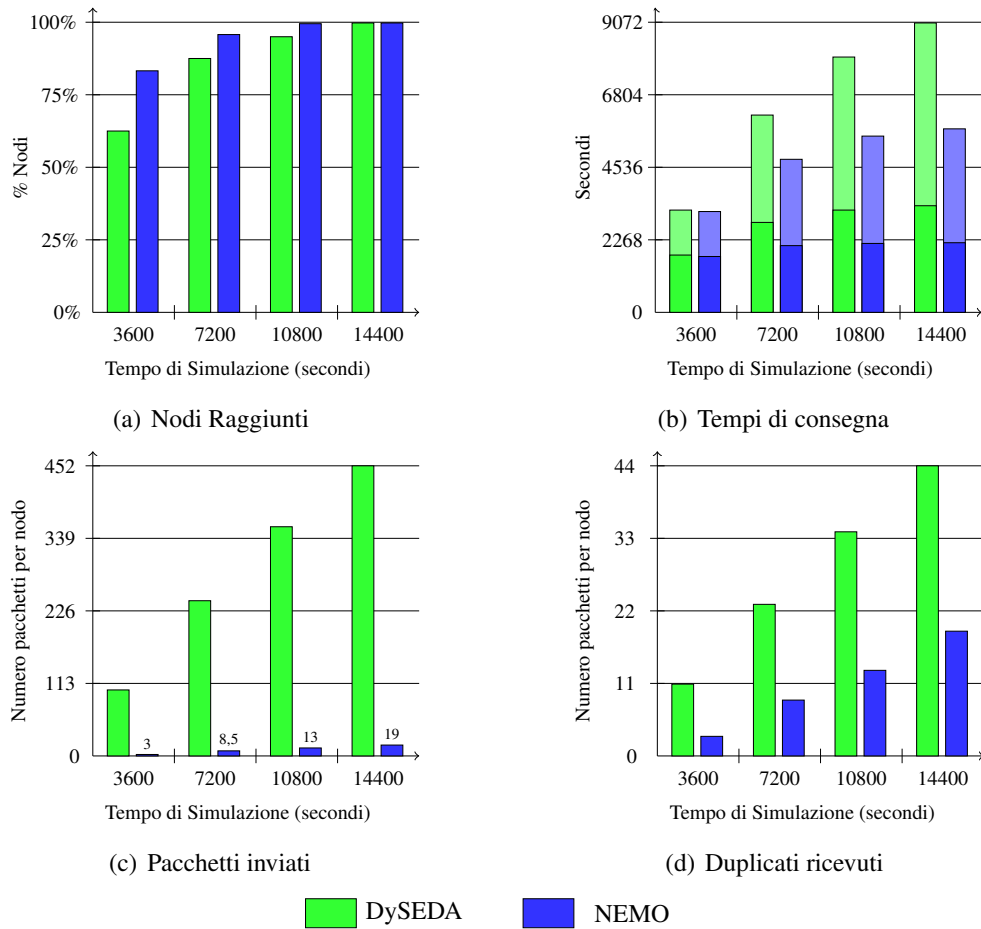 100%
75%
50%
25%
0%
% Nodi
3600 7200 10800 14400
Tempo di Simulazione (secondi)
(a) Nodi Raggiunti
9072
6804
4536
2268
0
Secondi
3600 7200 10800 14400
Tempo di Simulazione (secondi)
(b) Tempi di consegna
452
339
226
113
0
Numero pacchetti per nodo
3 8,5 13 19
3600 7200 10800 14400
Tempo di Simulazione (secondi)
(c) Pacchetti inviati
44
33
22
11
0
Numero pacchetti per nodo
3600 7200 10800 14400
Tempo di Simulazione (secondi)
(d) Duplicati ricevuti
DySEDA NEMO